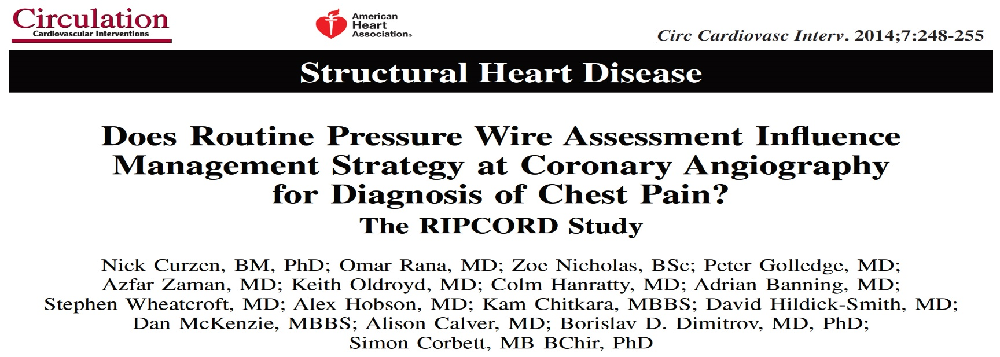 Circulation
Cardiovascular Interventions
American
Heart
Association®
Circ Cardiovasc Interv. 2014;7:248-255
Structural Heart Disease
Does Routine Pressure Wire Assessment Influence
Management Strategy at Coronary Angiography
for Diagnosis of Chest Pain?
The RIPCORD Study
Nick Curzen, BM, PhD; Omar Rana, MD; Zoe Nicholas, BSc; Peter Golledge, MD;
Azfar Zaman, MD; Keith Oldroyd, MD; Colm Hanratty, MD; Adrian Banning, MD;
Stephen Wheatcroft, MD; Alex Hobson, MD; Kam Chitkara, MBBS; David Hildick-Smith, MD;
Dan McKenzie, MBBS; Alison Calver, MD; Borislav D. Dimitrov, MD, PhD;
Simon Corbett, MB BChir, PhD